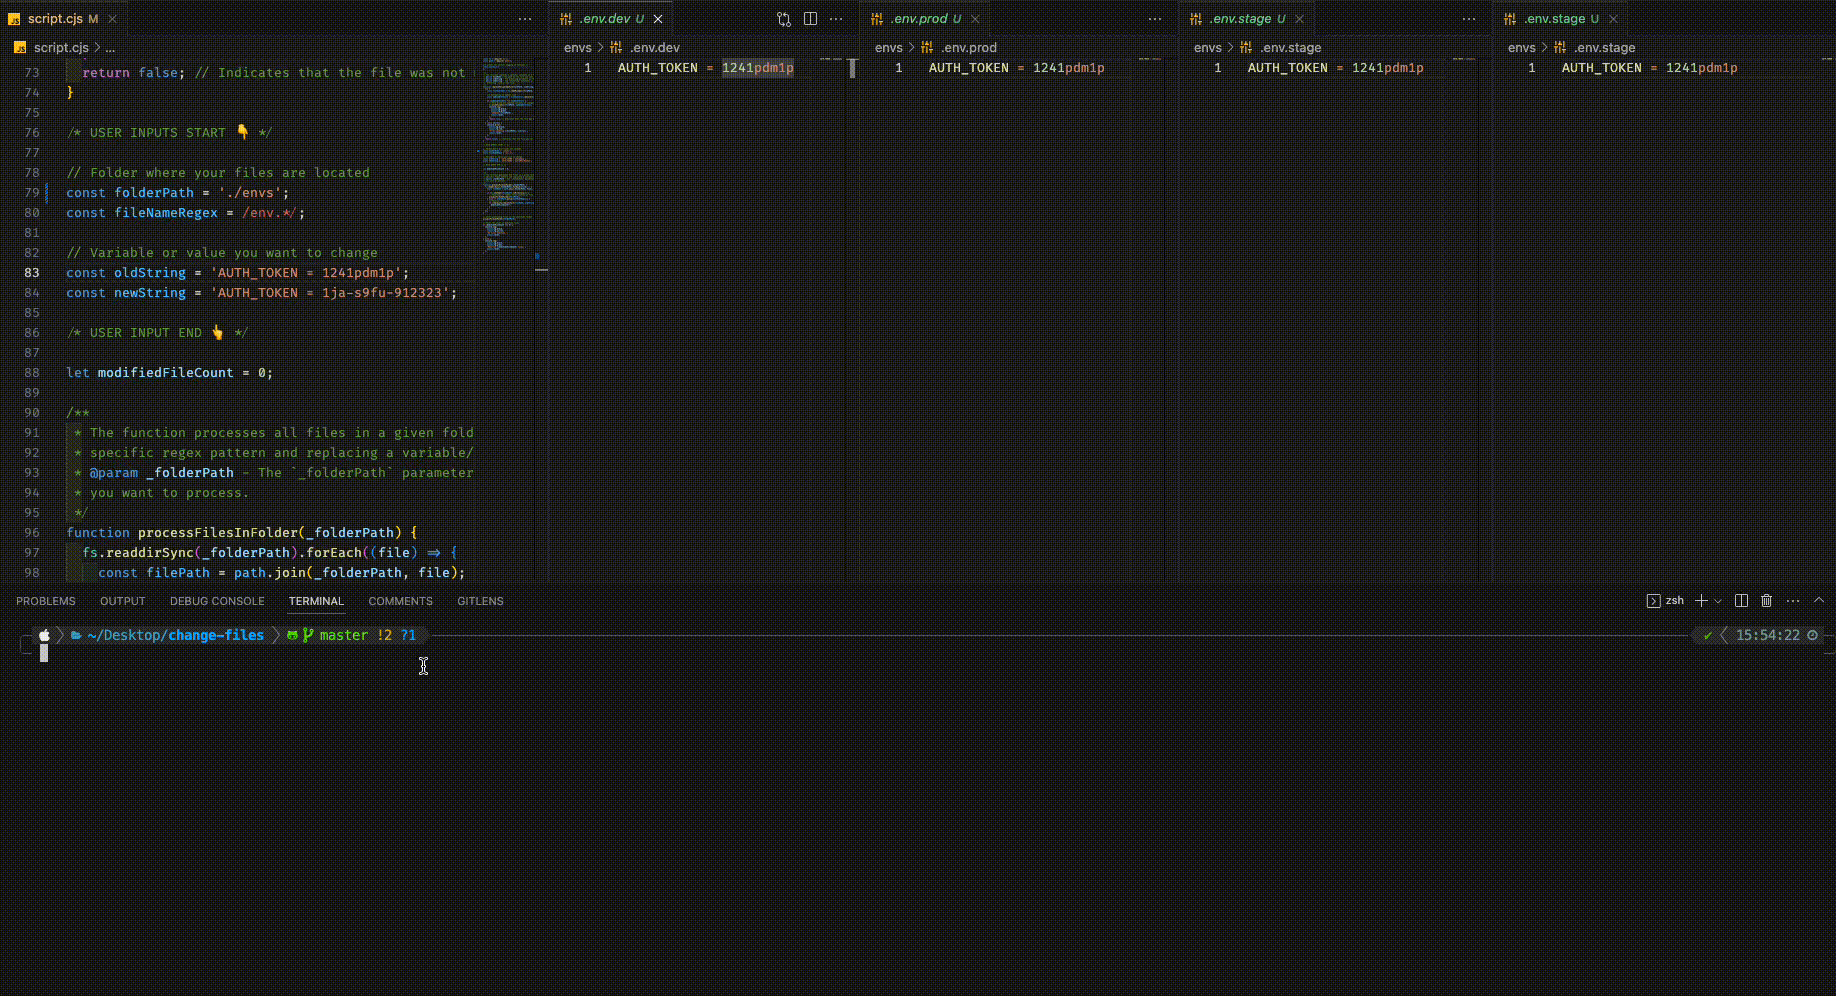 script.cjs M
script.cjs > ...
73 return false; // Indicates that the file was not
74 }
75
76 /* USER INPUTS START 👇 */
77
78 // Folder where your files are located
79 const folderPath = './envs';
80 const fileNameRegex = /env.*/;
81
82 // Variable or value you want to change
83 const oldString = 'AUTH_TOKEN = 1241pdm1p';
84 const newString = 'AUTH_TOKEN = 1ja-s9fu-912323';
85
86 /* USER INPUT END 👆 */
87
88 let modifiedFileCount = 0;
89
90 /**
91 * The function processes all files in a given fold
92 * specific regex pattern and replacing a variable/
93 * @param _folderPath - The `_folderPath` parameter
94 * you want to process.
95 */
96 function processFilesInFolder(_folderPath) {
97 fs.readdirSync(_folderPath).forEach((file) => {
98 const filePath = path.join(_folderPath, file);
.env.dev U
envs > .env.dev
1 AUTH_TOKEN = 1241pdm1p
.env.prod U
envs > .env.prod
1 AUTH_TOKEN = 1241pdm1p
.env.stage U
envs > .env.stage
1 AUTH_TOKEN = 1241pdm1p
.env.stage U
envs > .env.stage
1 AUTH_TOKEN = 1241pdm1p
PROBLEMS OUTPUT DEBUG CONSOLE TERMINAL COMMENTS GITLENS
zsh
~/Desktop/change-files master !2 ?1
✔ 15:54:22